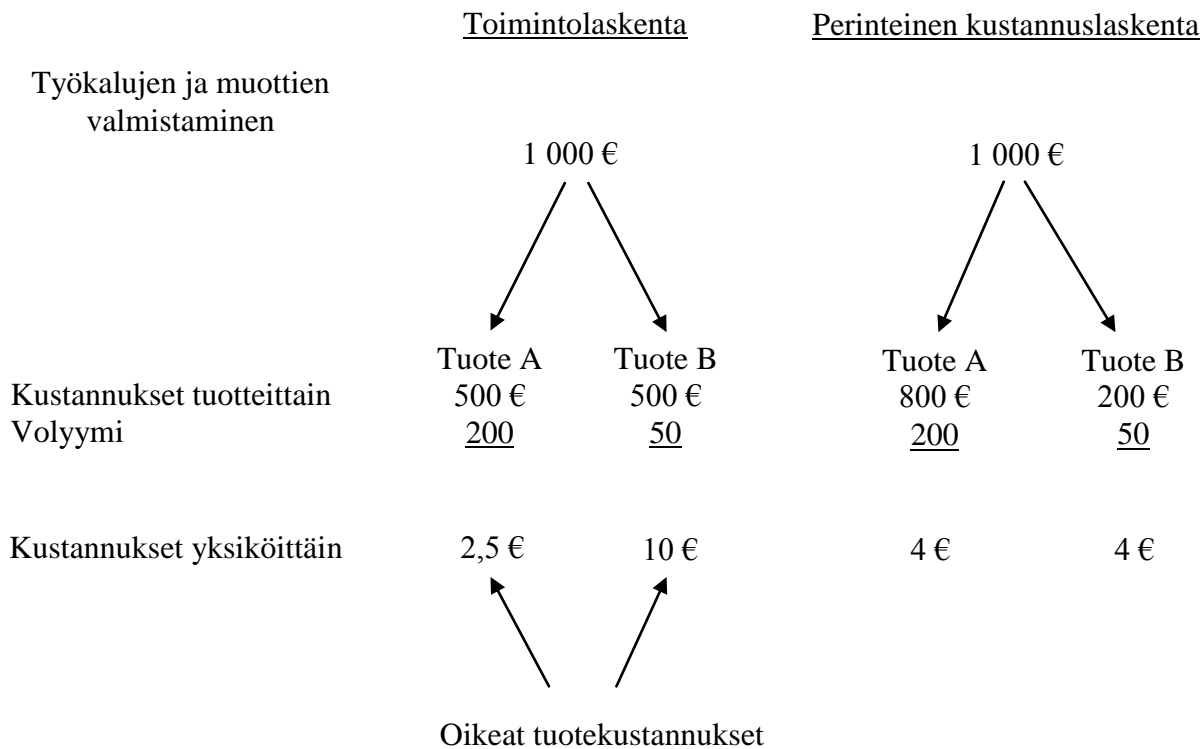 Toimintolaskenta Perinteinen kustannuslaskenta
Työkalujen ja muottien
valmistaminen
1 000 € 1 000 €
Tuote A Tuote B Tuote A Tuote B
Kustannukset tuotteittain 500 € 500 € 800 € 200 €
Volyymi 200 50 200 50
Kustannukset yksiköittäin 2,5 € 10 € 4 € 4 €
Oikeat tuotekustannukset